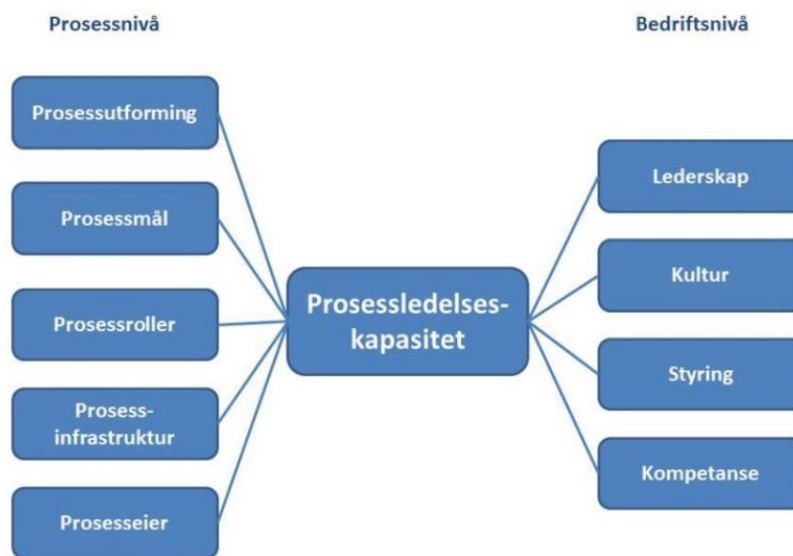 Prosessnivå
Bedriftsnivå
Prosessutforming
Prosessmål
Prosessroller
Prosess-
infrastruktur
Prosesseier
Prosessledelses-
kapasitet
Lederskap
Kultur
Styring
Kompetanse